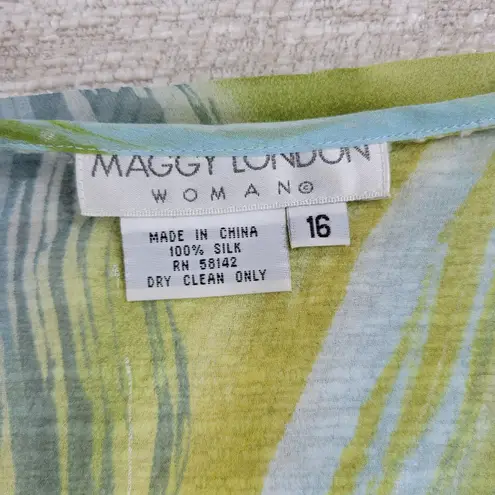 MAGGY LONDON
WOMAN©
16
MADE IN CHINA
100% SILK
RN 58142
DRY CLEAN ONLY